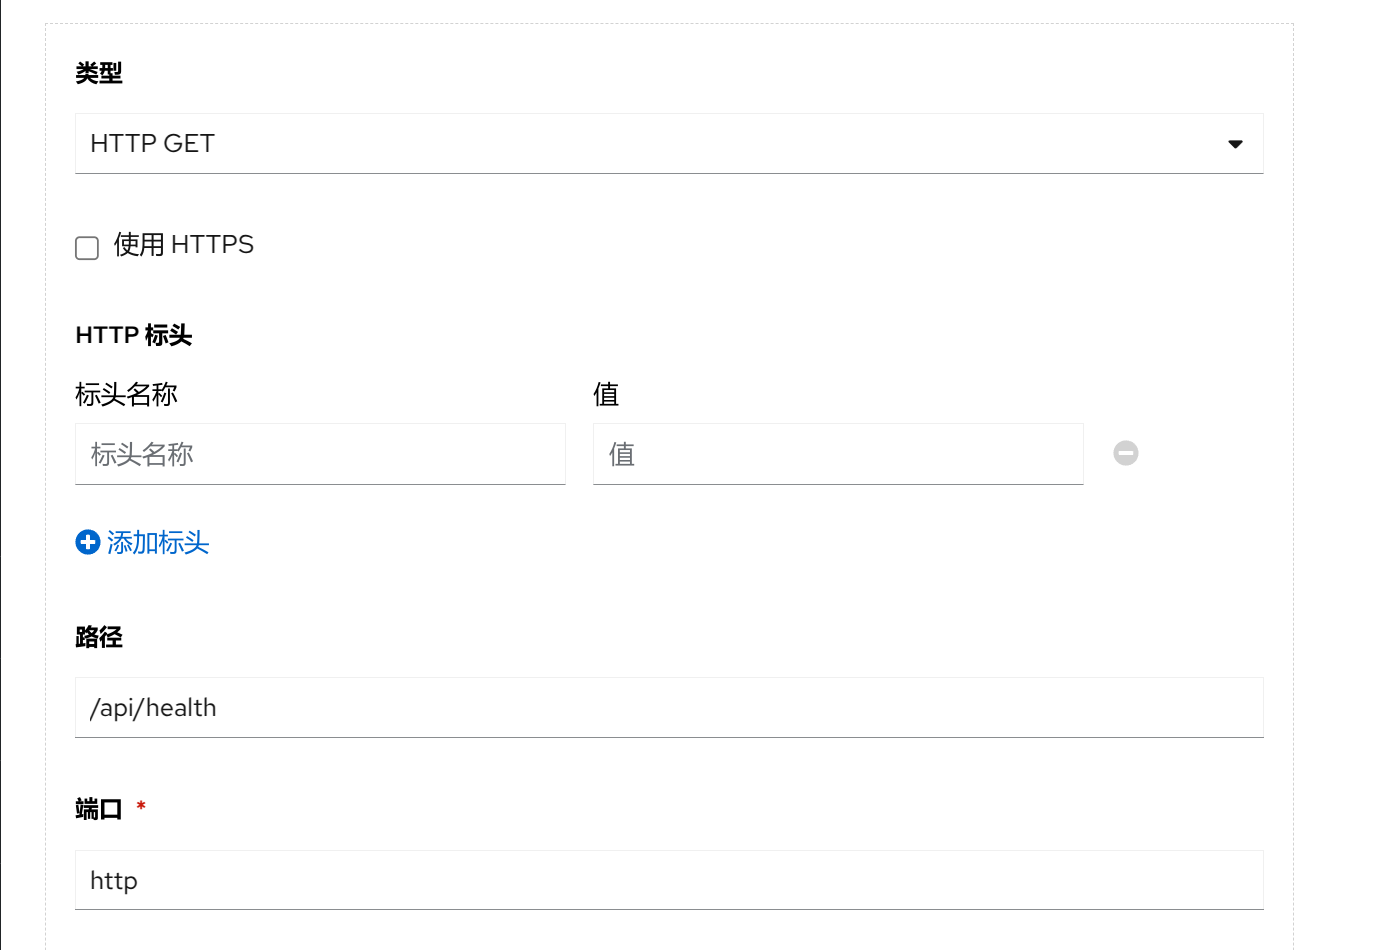 类型
HTTP GET
使用 HTTPS
HTTP 标头
标头名称 值
标头名称 值
添加标头
路径
/api/health
端口 *
http